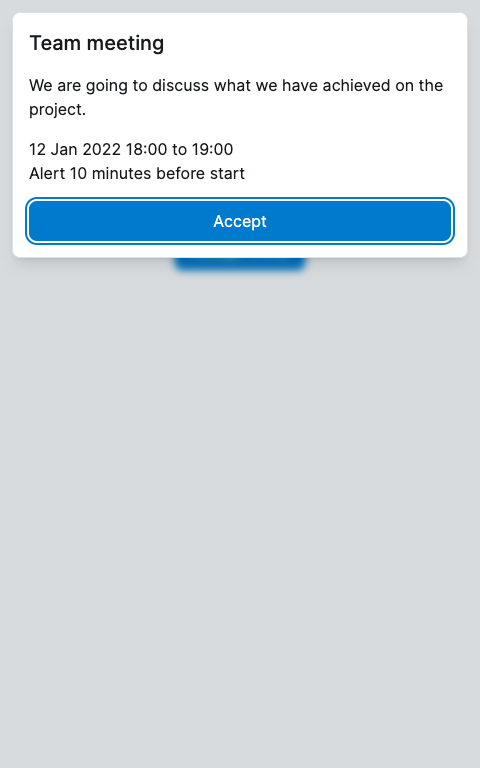 Team meeting
We are going to discuss what we have achieved on the
project.
12 Jan 2022 18:00 to 19:00
Alert 10 minutes before start
Accept